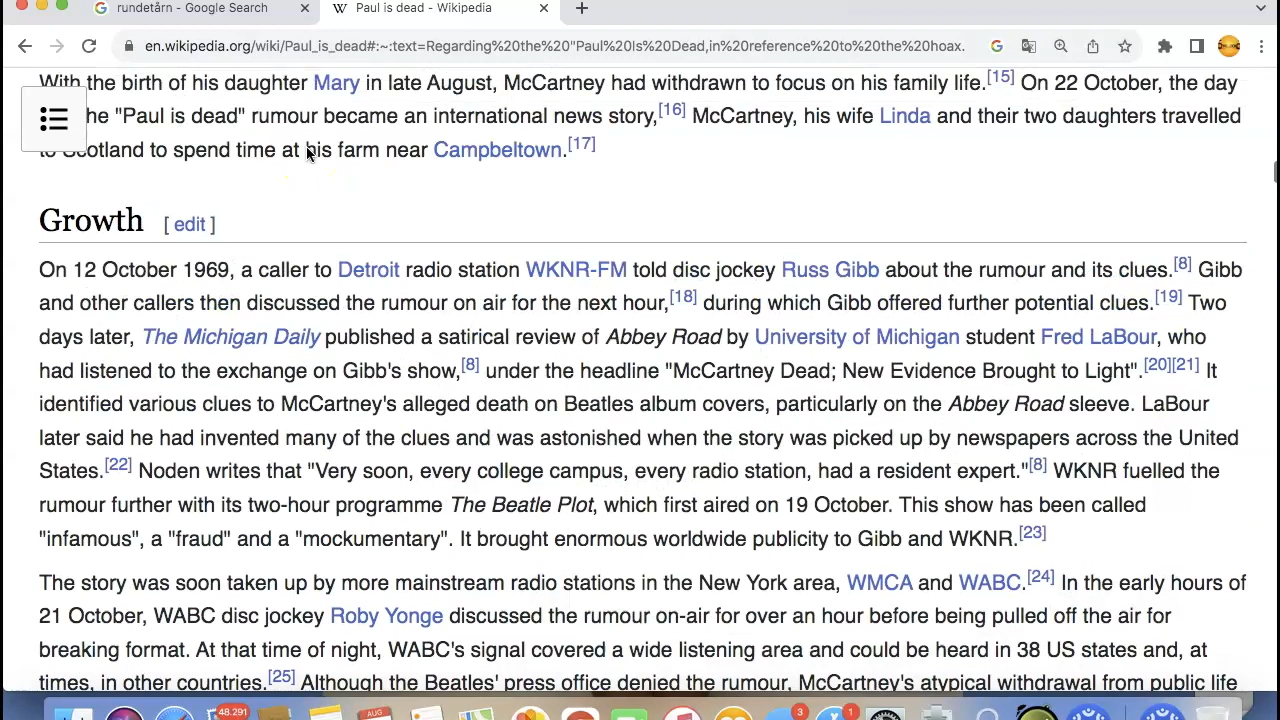 rundetårn - Google Search
Paul is dead - Wikipedia
en.wikipedia.org/wiki/Paul_is_dead#:~:text=Regarding%20the%20"Paul%20Is%20Dead,in%20reference%20to%20the%20hoax.
With the birth of his daughter Mary in late August, McCartney had withdrawn to focus on his family life.[15] On 22 October, the day
the "Paul is dead" rumour became an international news story,[16] McCartney, his wife Linda and their two daughters travelled
to Scotland to spend time at his farm near Campbeltown.[17]
Growth [ edit ]
On 12 October 1969, a caller to Detroit radio station WKNR-FM told disc jockey Russ Gibb about the rumour and its clues.[8] Gibb
and other callers then discussed the rumour on air for the next hour,[18] during which Gibb offered further potential clues.[19] Two
days later, The Michigan Daily published a satirical review of Abbey Road by University of Michigan student Fred LaBour, who
had listened to the exchange on Gibb's show,[8] under the headline "McCartney Dead; New Evidence Brought to Light".[20][21] It
identified various clues to McCartney's alleged death on Beatles album covers, particularly on the Abbey Road sleeve. LaBour
later said he had invented many of the clues and was astonished when the story was picked up by newspapers across the United
States.[22] Noden writes that "Very soon, every college campus, every radio station, had a resident expert."[8] WKNR fuelled the
rumour further with its two-hour programme The Beatle Plot, which first aired on 19 October. This show has been called
"infamous", a "fraud" and a "mockumentary". It brought enormous worldwide publicity to Gibb and WKNR.[23]
The story was soon taken up by more mainstream radio stations in the New York area, WMCA and WABC.[24] In the early hours of
21 October, WABC disc jockey Roby Yonge discussed the rumour on-air for over an hour before being pulled off the air for
breaking format. At that time of night, WABC's signal covered a wide listening area and could be heard in 38 US states and, at
times, in other countries.[25] Although the Beatles' press office denied the rumour, McCartney's atypical withdrawal from public life
48.291
AUG
3
1